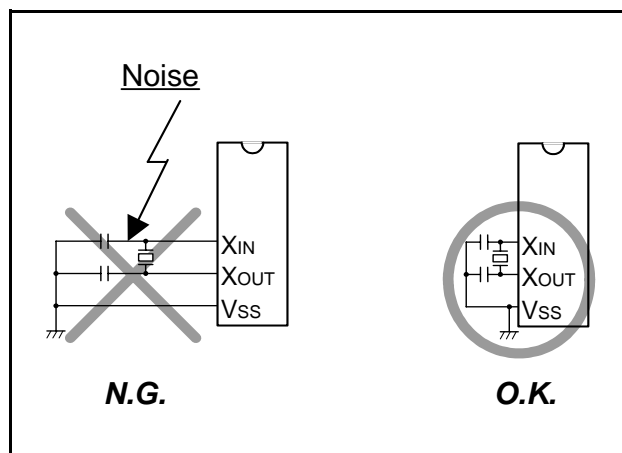 Noise
XIN
XOUT
VSS
N.G.
XIN
XOUT
VSS
O.K.